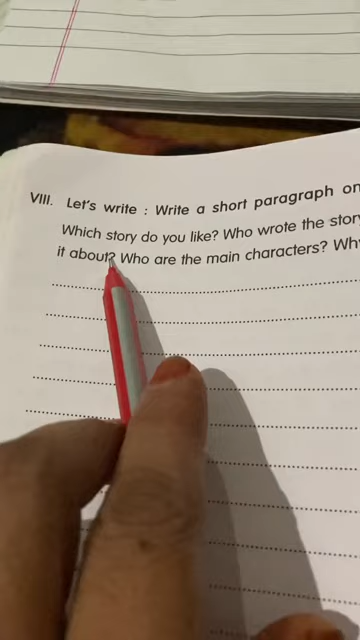 VIII. Let's write : Write a short paragraph on
Which story do you like? Who wrote the story
it about? Who are the main characters? Why